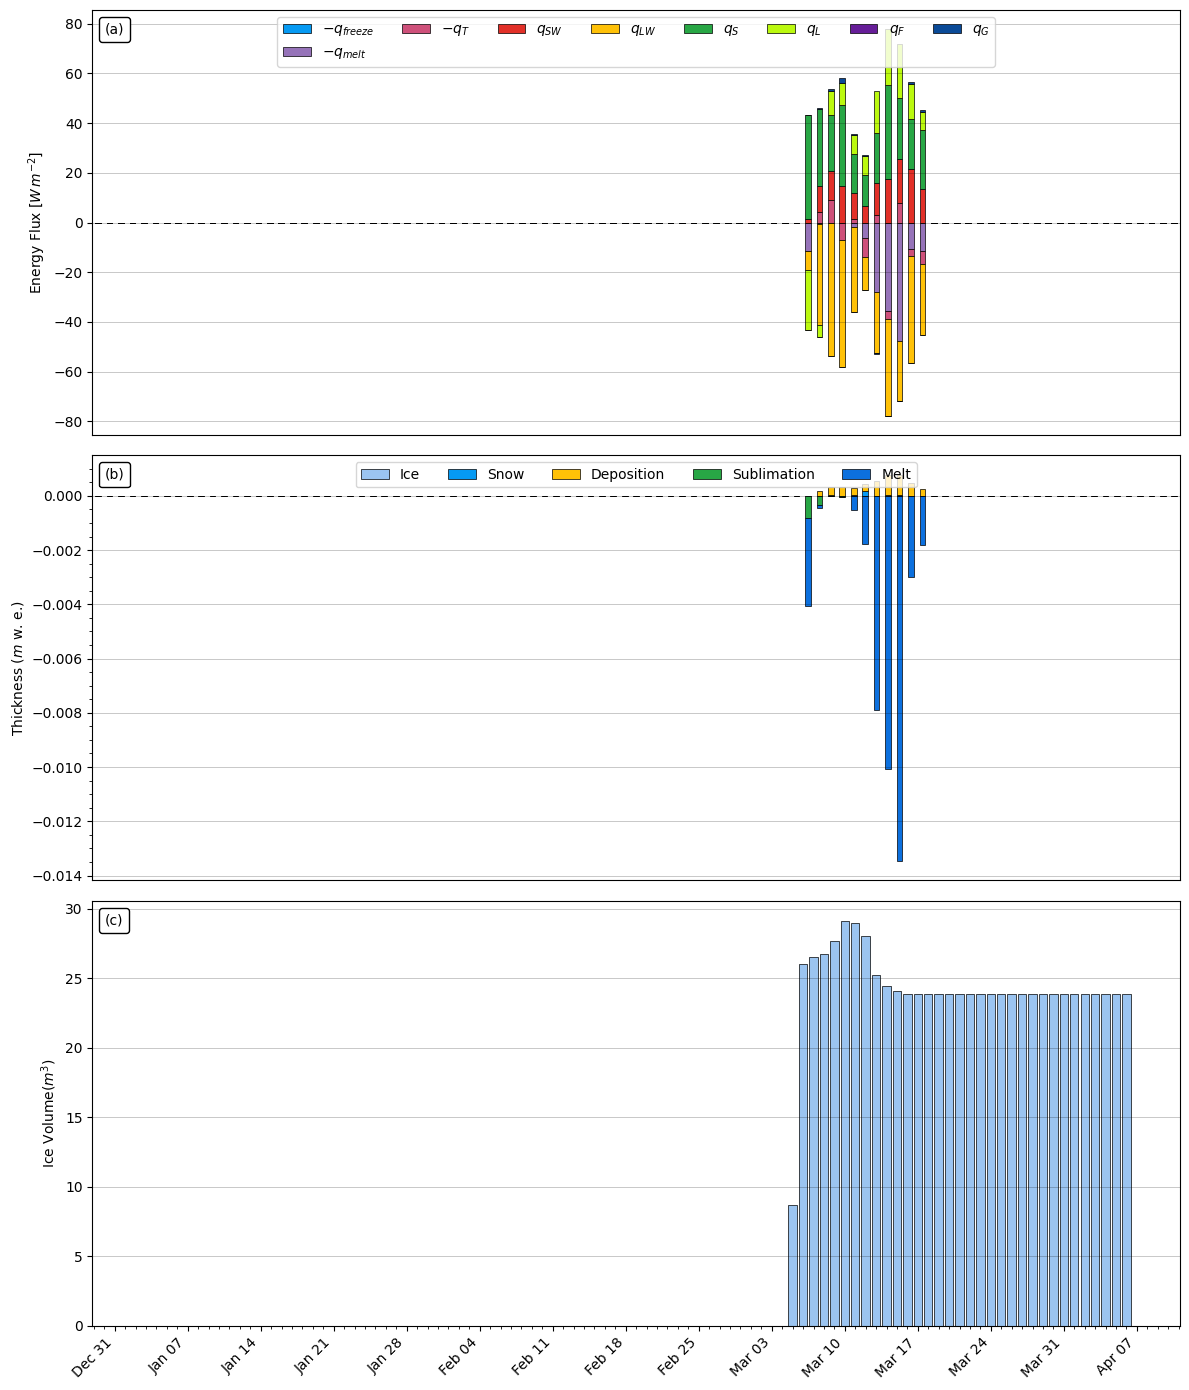 (a)
−q_freeze −q_T q_SW q_LW q_S q_L q_F q_G
−q_melt
80
60
40
20
0
−20
−40
−60
−80
Energy Flux [W m⁻²]
(b)
Ice Snow Deposition Sublimation Melt
0.000
−0.002
−0.004
−0.006
−0.008
−0.010
−0.012
−0.014
Thickness (m w. e.)
(c)
30
25
20
15
10
5
0
Ice Volume(m³)
Dec 31 Jan 07 Jan 14 Jan 21 Jan 28 Feb 04 Feb 11 Feb 18 Feb 25 Mar 03 Mar 10 Mar 17 Mar 24 Mar 31 Apr 07